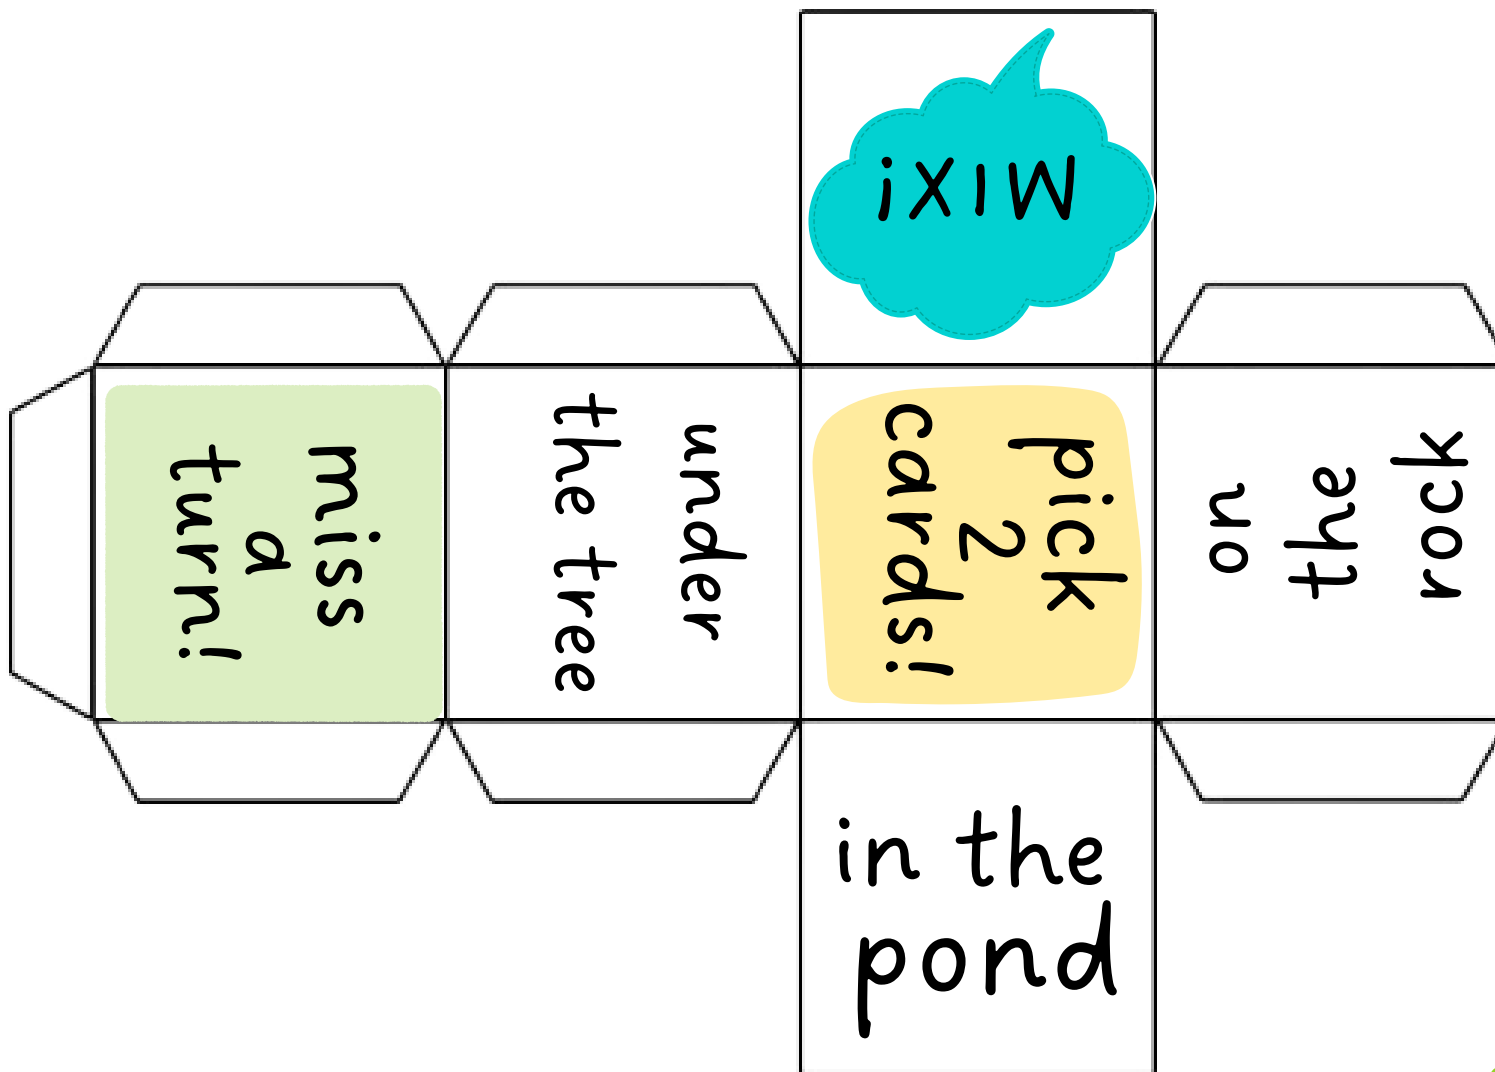 MIX!
miss
a
turn!
under
the tree
pick
2
cards!
on
the
rock
in the
pond